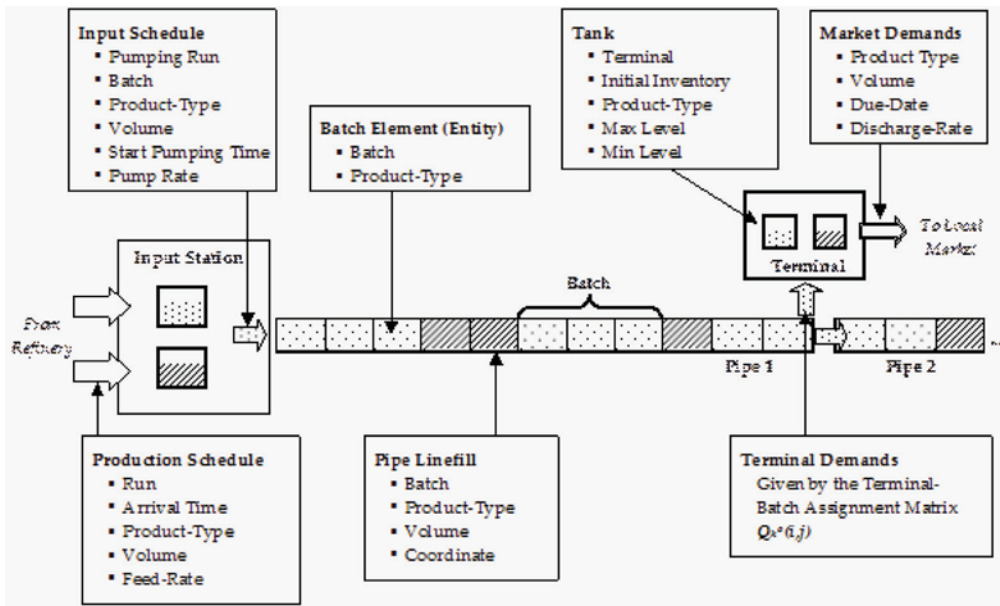 Input Schedule
▪ Pumping Run
▪ Batch
▪ Product-Type
▪ Volume
▪ Start Pumping Time
▪ Pump Rate
Batch Element (Entity)
▪ Batch
▪ Product-Type
Tank
▪ Terminal
▪ Initial Inventory
▪ Product-Type
▪ Max Level
▪ Min Level
Market Demands
▪ Product Type
▪ Volume
▪ Due-Date
▪ Discharge-Rate
Input Station
From
Refinery
Batch
Terminal
To Local
Market
Pipe 1
Pipe 2
...
Production Schedule
▪ Run
▪ Arrival Time
▪ Product-Type
▪ Volume
▪ Feed-Rate
Pipe Linefill
▪ Batch
▪ Product-Type
▪ Volume
▪ Coordinate
Terminal Demands
Given by the Terminal-
Batch Assignment Matrix